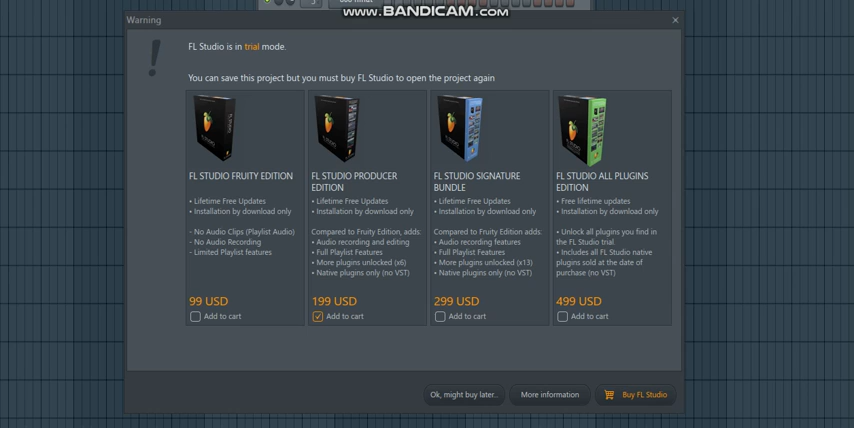 www.BANDICAM.com
Warning
FL Studio is in trial mode.
You can save this project but you must buy FL Studio to open the project again
FL STUDIO FRUITY EDITION
• Lifetime Free Updates
• Installation by download only
- No Audio Clips (Playlist Audio)
- No Audio Recording
- Limited Playlist features
99 USD
Add to cart
FL STUDIO PRODUCER
EDITION
• Lifetime Free Updates
• Installation by download only
Compared to Fruity Edition, adds:
• Audio recording and editing
• Full Playlist Features
• More plugins unlocked (x6)
• Native plugins only (no VST)
199 USD
Add to cart
FL STUDIO SIGNATURE
BUNDLE
• Lifetime Free Updates
• Installation by download only
Compared to Fruity Edition adds:
• Audio recording features
• Full Playlist Features
• More plugins unlocked (x13)
• Native plugins only (no VST)
299 USD
Add to cart
FL STUDIO ALL PLUGINS
EDITION
• Free lifetime updates
• Installation by download only
• Unlock all plugins you find in
the FL Studio trial
• Includes all FL Studio native
plugins sold at the date of
purchase (no VST)
499 USD
Add to cart
Ok, might buy later...
More information
Buy FL Studio